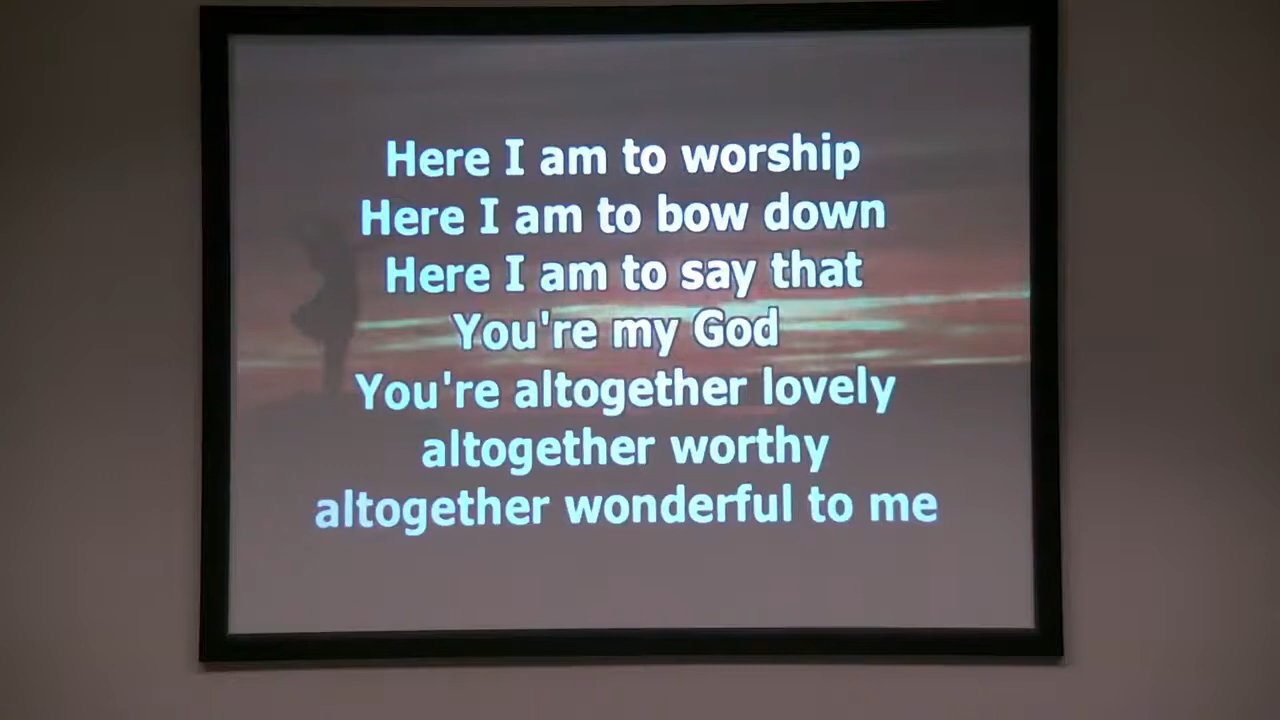 Here I am to worship
Here I am to bow down
Here I am to say that
You're my God
You're altogether lovely
altogether worthy
altogether wonderful to me